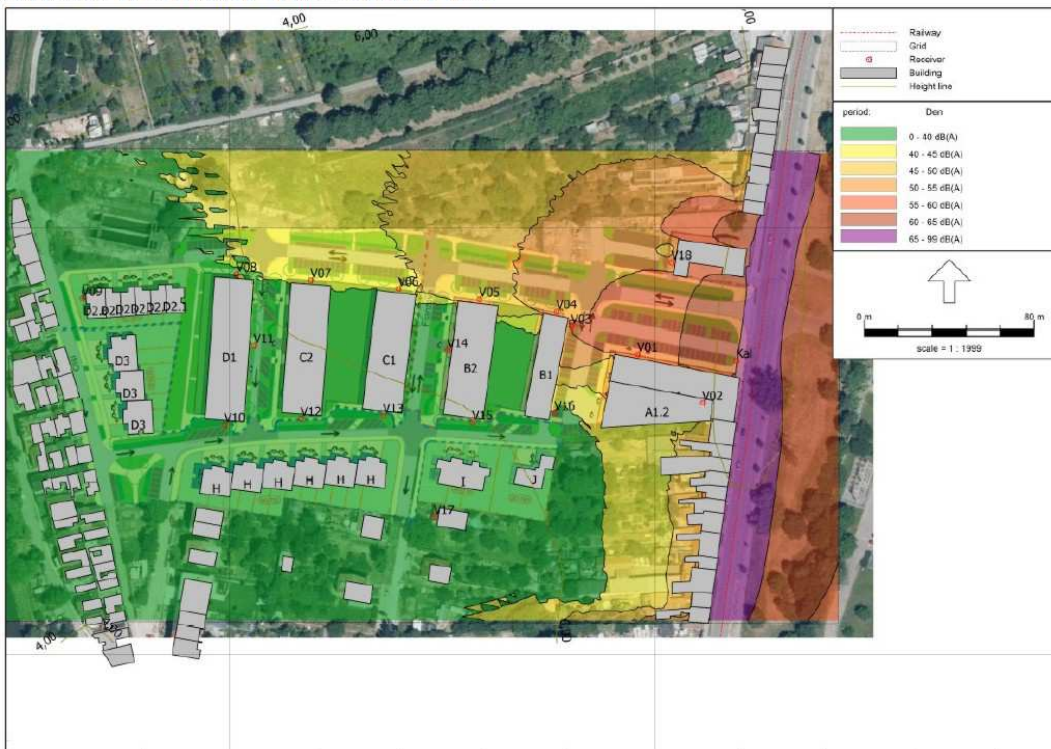 4,00
6,00
Railway
Grid
Receiver
Building
Height line
period: Den
0 - 40 dB(A)
40 - 45 dB(A)
45 - 50 dB(A)
50 - 55 dB(A)
55 - 60 dB(A)
60 - 65 dB(A)
65 - 99 dB(A)
0 m 80 m
scale = 1 : 1999
V18
V08
V07
V06
V05
V04
V03
V09
D2.1
V11
V14
V01
Kal
D3
D3
D3
D1
C2
C1
B2
B1
A1.2
V02
V10
V12
V13
V15
V16
H
H
H
H
H
H
I
J
V17
4,00